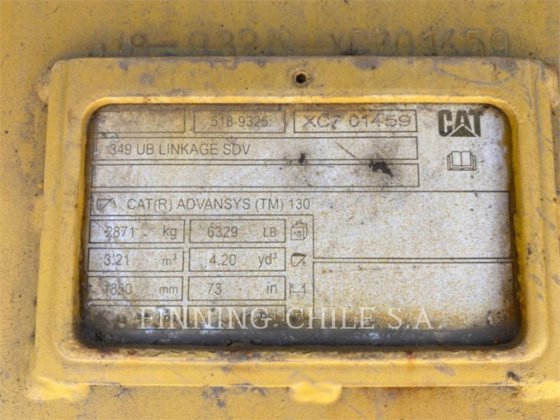 518-9326 XC7 01459 CAT
349 UB LINKAGE SDV
CAT(R) ADVANSYS (TM) 130
2871 kg 6329 LB
3.21 m³ 4.20 yd³
1850 mm 73 in
FINNING CHILE S.A.